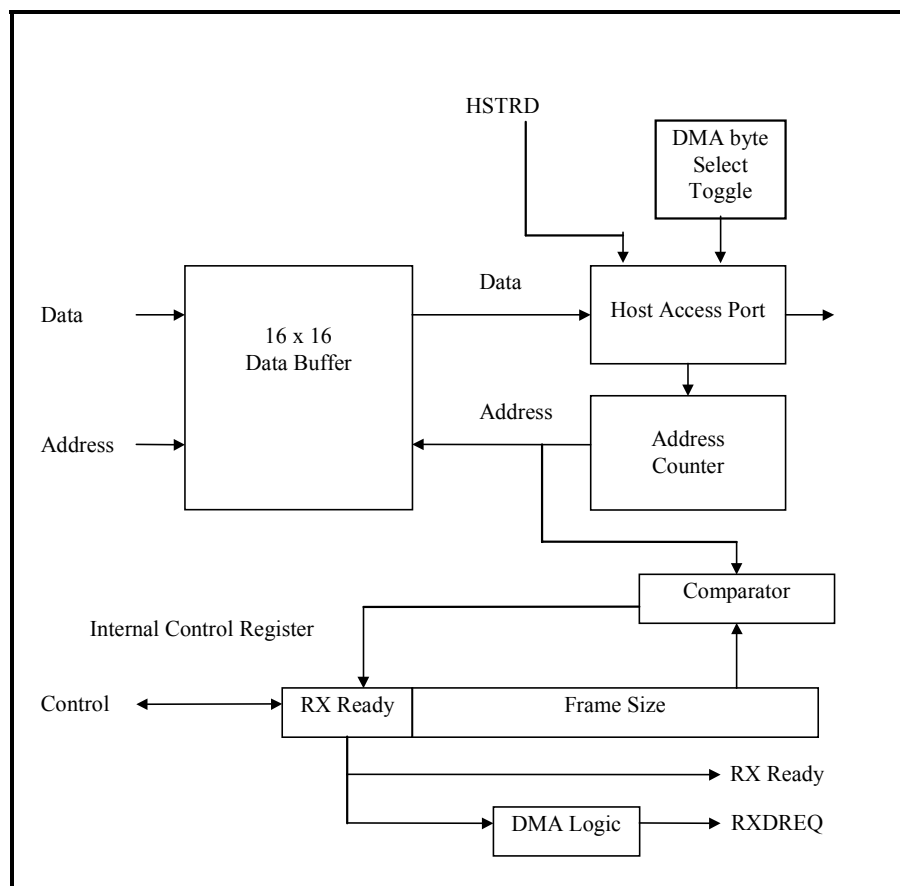 HSTRD
DMA byte
Select
Toggle
Data
Data
16 x 16
Data Buffer
Host Access Port
Address
Address
Address
Counter
Comparator
Internal Control Register
Control
RX Ready
Frame Size
RX Ready
DMA Logic
RXDREQ